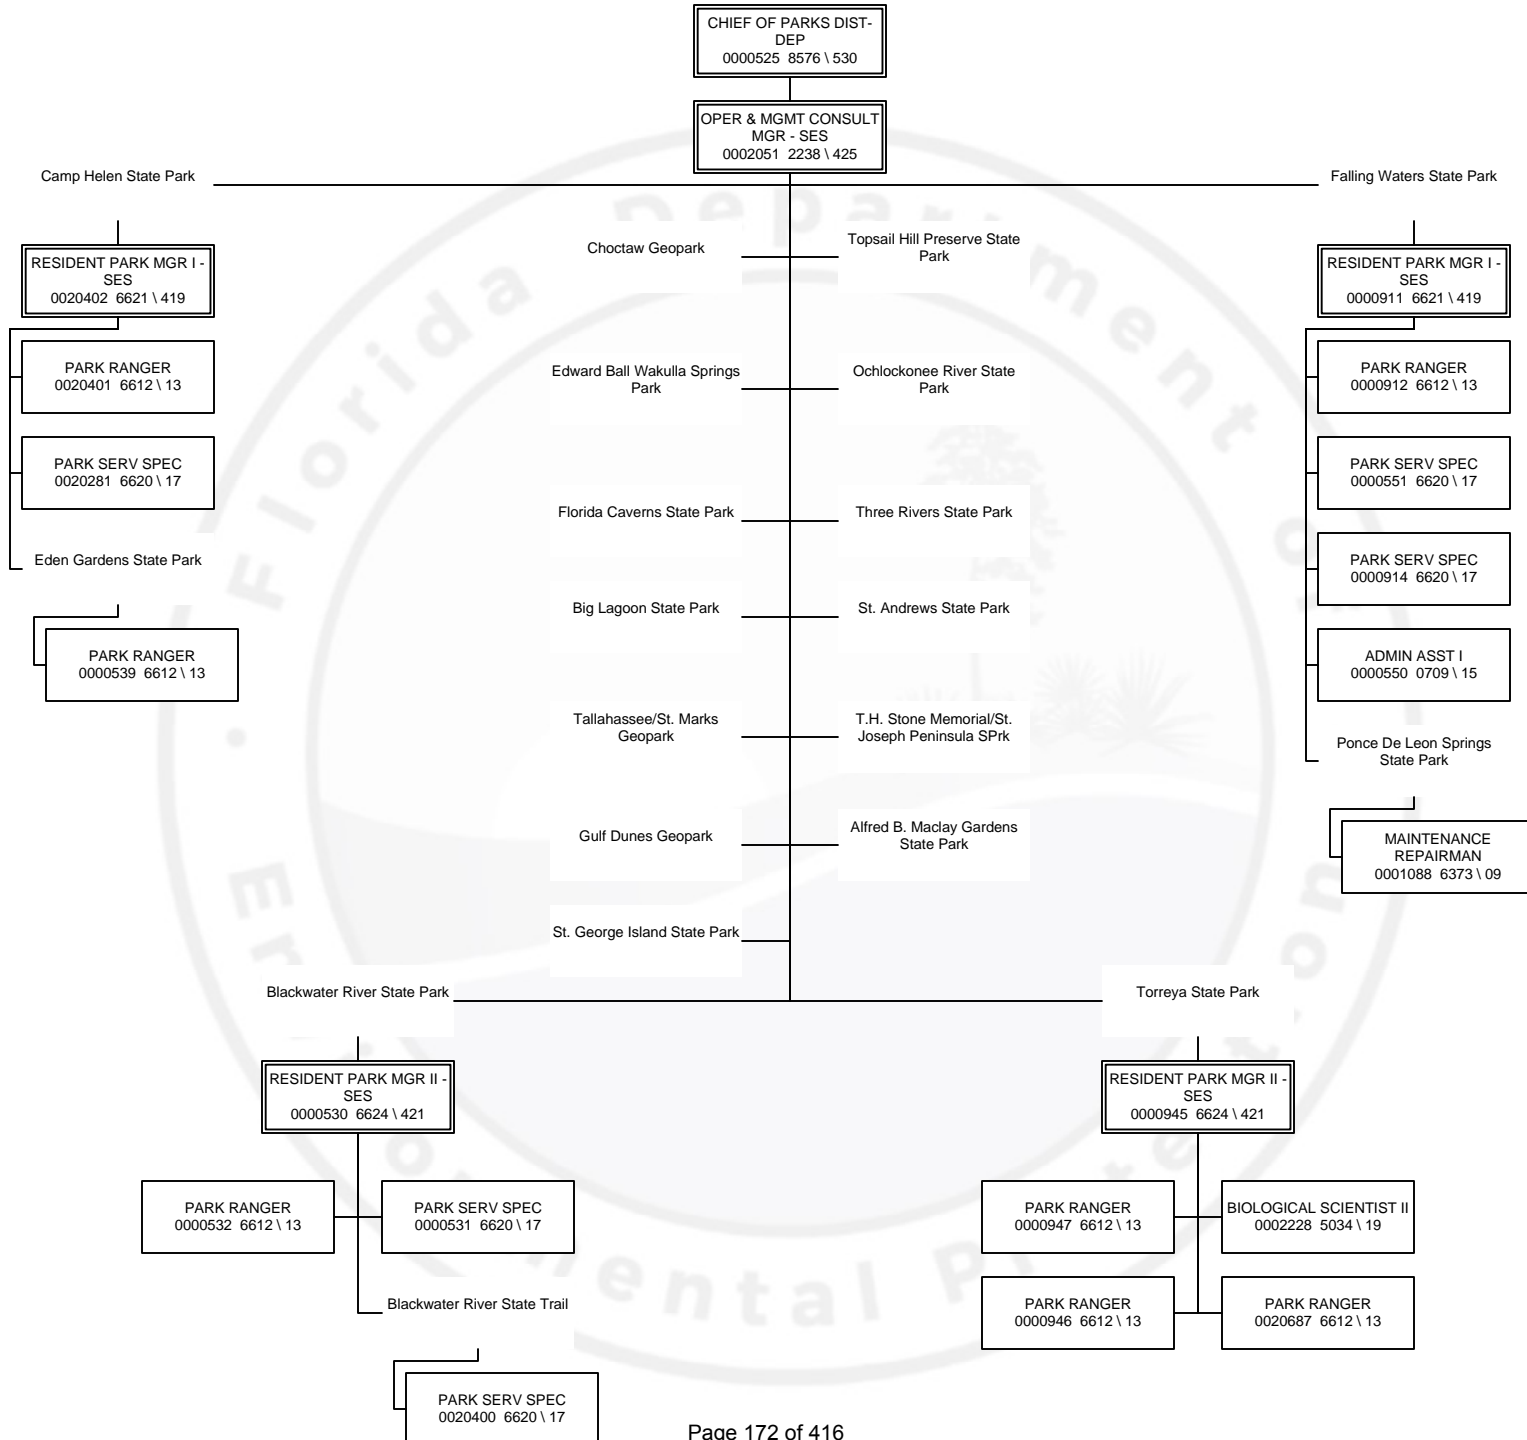 CHIEF OF PARKS DIST-
DEP
0000525 8576 \ 530
OPER & MGMT CONSULT
MGR - SES
0002051 2238 \ 425
Camp Helen State Park
Falling Waters State Park
Choctaw Geopark
Topsail Hill Preserve State
Park
RESIDENT PARK MGR I -
SES
0020402 6621 \ 419
RESIDENT PARK MGR I -
SES
0000911 6621 \ 419
PARK RANGER
0020401 6612 \ 13
Edward Ball Wakulla Springs
Park
Ochlockonee River State
Park
PARK RANGER
0000912 6612 \ 13
PARK SERV SPEC
0020281 6620 \ 17
PARK SERV SPEC
0000551 6620 \ 17
Florida Caverns State Park
Three Rivers State Park
Eden Gardens State Park
PARK SERV SPEC
0000914 6620 \ 17
Big Lagoon State Park
St. Andrews State Park
PARK RANGER
0000539 6612 \ 13
ADMIN ASST I
0000550 0709 \ 15
Tallahassee/St. Marks
Geopark
T.H. Stone Memorial/St.
Joseph Peninsula SPrk
Ponce De Leon Springs
State Park
Gulf Dunes Geopark
Alfred B. Maclay Gardens
State Park
MAINTENANCE
REPAIRMAN
0001088 6373 \ 09
St. George Island State Park
Blackwater River State Park
Torreya State Park
RESIDENT PARK MGR II -
SES
0000530 6624 \ 421
RESIDENT PARK MGR II -
SES
0000945 6624 \ 421
PARK RANGER
0000532 6612 \ 13
PARK SERV SPEC
0000531 6620 \ 17
PARK RANGER
0000947 6612 \ 13
BIOLOGICAL SCIENTIST II
0002228 5034 \ 19
Blackwater River State Trail
PARK RANGER
0000946 6612 \ 13
PARK RANGER
0020687 6612 \ 13
PARK SERV SPEC
0020400 6620 \ 17
Page 172 of 416
Florida Department of
Environmental Protection